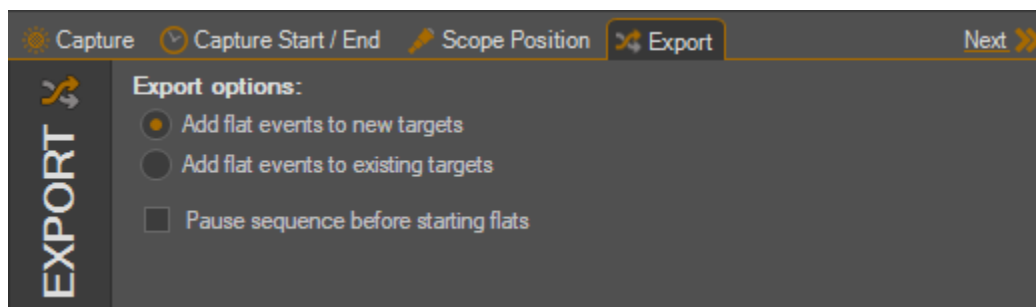 Capture Capture Start / End Scope Position Export Next
EXPORT
Export options:
Add flat events to new targets
Add flat events to existing targets
Pause sequence before starting flats